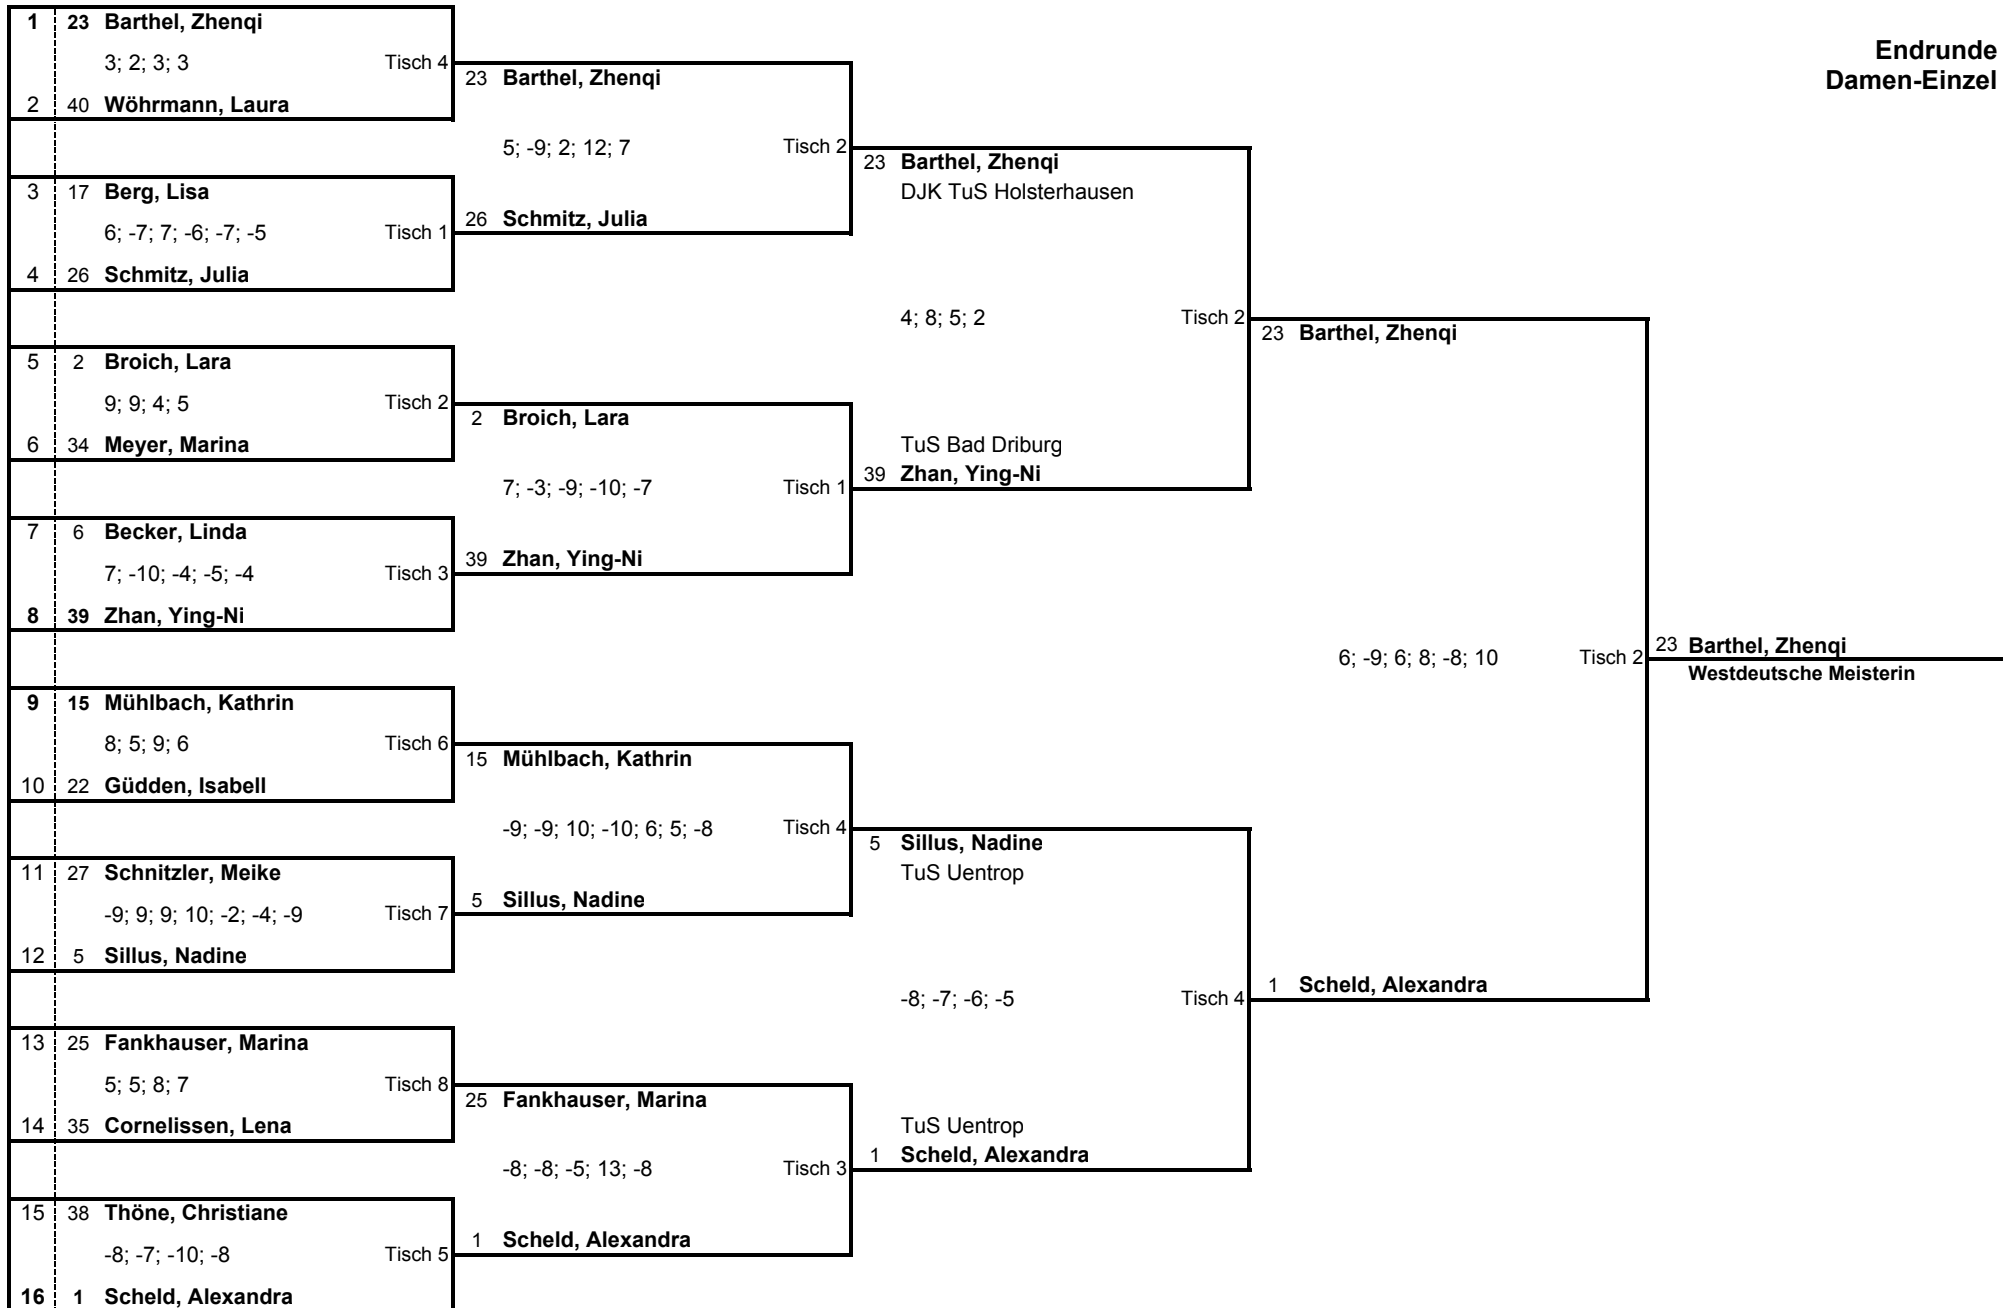 Endrunde
Damen-Einzel
1 23 Barthel, Zhenqi
3; 2; 3; 3 Tisch 4
2 40 Wöhrmann, Laura
3 17 Berg, Lisa
6; -7; 7; -6; -7; -5 Tisch 1
4 26 Schmitz, Julia
5 2 Broich, Lara
9; 9; 4; 5 Tisch 2
6 34 Meyer, Marina
7 6 Becker, Linda
7; -10; -4; -5; -4 Tisch 3
8 39 Zhan, Ying-Ni
9 15 Mühlbach, Kathrin
8; 5; 9; 6 Tisch 6
10 22 Güdden, Isabell
11 27 Schnitzler, Meike
-9; 9; 9; 10; -2; -4; -9 Tisch 7
12 5 Sillus, Nadine
13 25 Fankhauser, Marina
5; 5; 8; 7 Tisch 8
14 35 Cornelissen, Lena
15 38 Thöne, Christiane
-8; -7; -10; -8 Tisch 5
16 1 Scheld, Alexandra
23 Barthel, Zhenqi
5; -9; 2; 12; 7 Tisch 2
26 Schmitz, Julia
2 Broich, Lara
7; -3; -9; -10; -7 Tisch 1
39 Zhan, Ying-Ni
15 Mühlbach, Kathrin
-9; -9; 10; -10; 6; 5; -8 Tisch 4
5 Sillus, Nadine
25 Fankhauser, Marina
-8; -8; -5; 13; -8 Tisch 3
1 Scheld, Alexandra
23 Barthel, Zhenqi
DJK TuS Holsterhausen
4; 8; 5; 2 Tisch 2
TuS Bad Driburg
39 Zhan, Ying-Ni
5 Sillus, Nadine
TuS Uentrop
-8; -7; -6; -5 Tisch 4
TuS Uentrop
1 Scheld, Alexandra
23 Barthel, Zhenqi
6; -9; 6; 8; -8; 10 Tisch 2
1 Scheld, Alexandra
23 Barthel, Zhenqi
Westdeutsche Meisterin